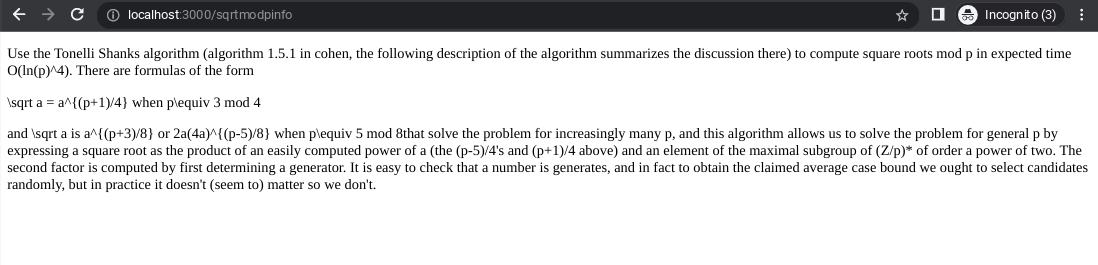 localhost:3000/sqrtmodpinfo
Incognito (3)
Use the Tonelli Shanks algorithm (algorithm 1.5.1 in cohen, the following description of the algorithm summarizes the discussion there) to compute square roots mod p in expected time
O(ln(p)^4). There are formulas of the form
\sqrt a = a^{(p+1)/4} when p\equiv 3 mod 4
and \sqrt a is a^{(p+3)/8} or 2a(4a)^{(p-5)/8} when p\equiv 5 mod 8that solve the problem for increasingly many p, and this algorithm allows us to solve the problem for general p by
expressing a square root as the product of an easily computed power of a (the (p-5)/4's and (p+1)/4 above) and an element of the maximal subgroup of (Z/p)* of order a power of two. The
second factor is computed by first determining a generator. It is easy to check that a number is generates, and in fact to obtain the claimed average case bound we ought to select candidates
randomly, but in practice it doesn't (seem to) matter so we don't.